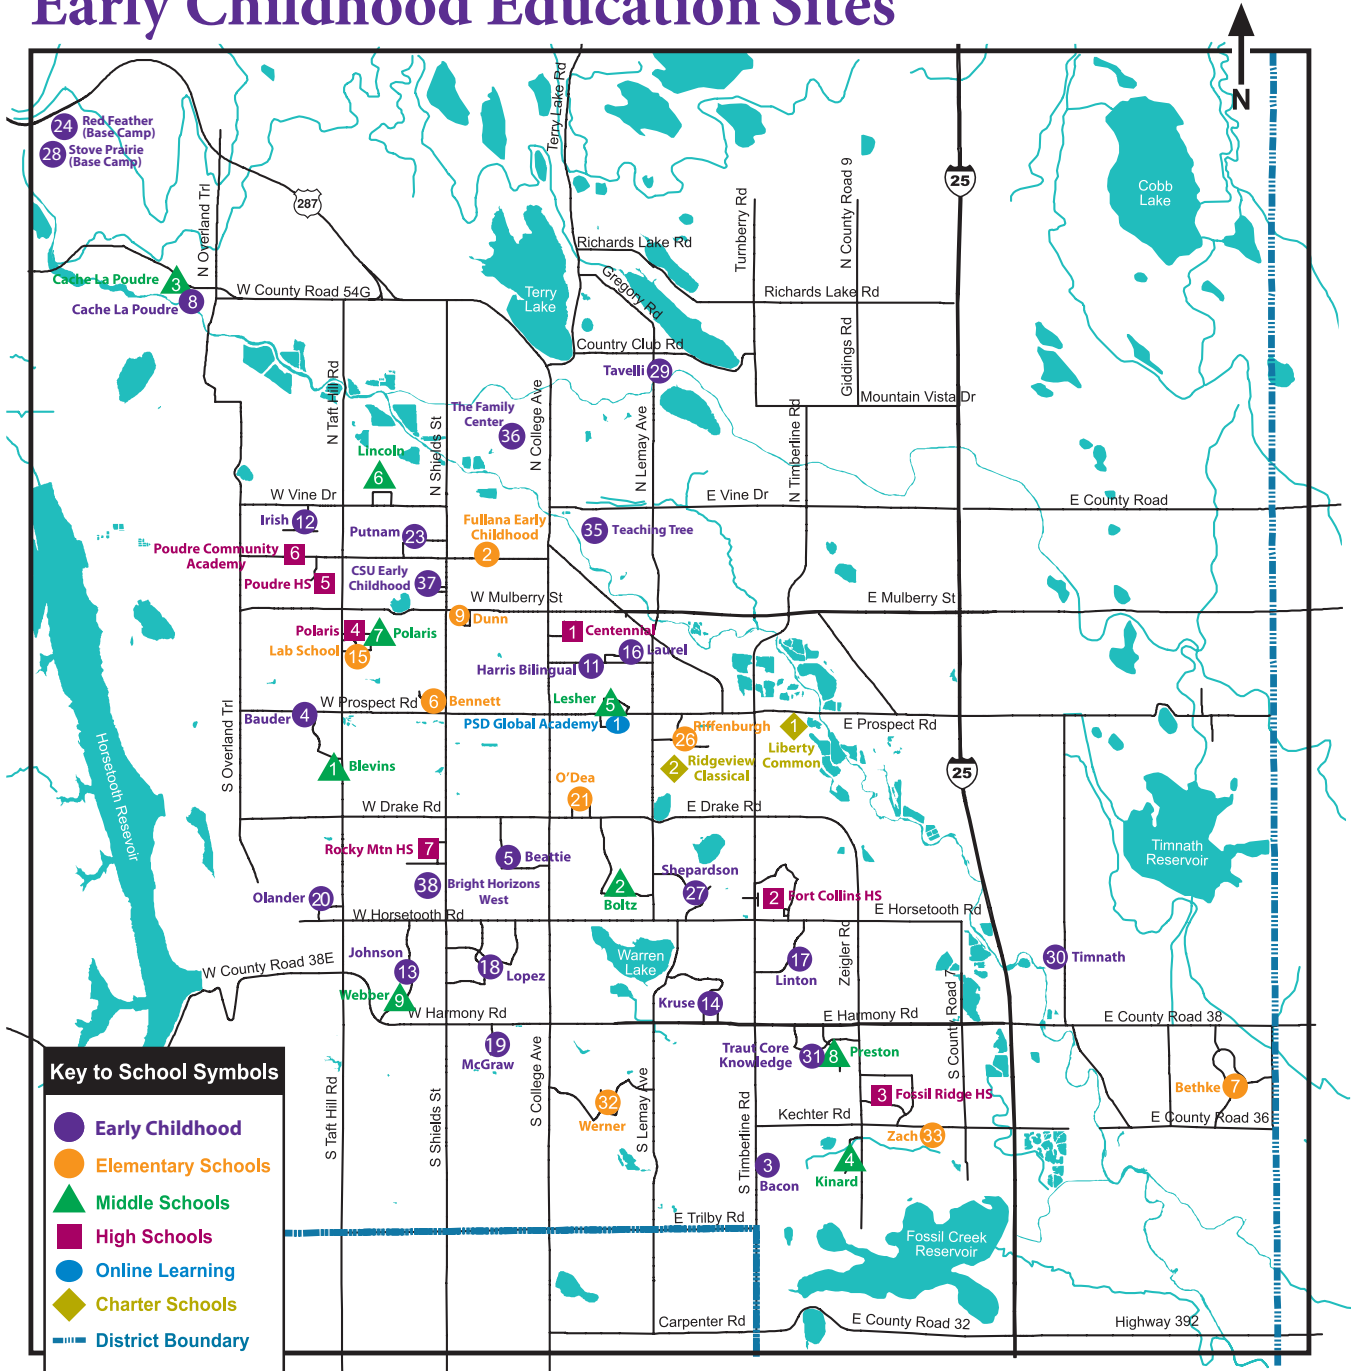 Early Childhood Education Sites
N
24
Red Feather
(Base Camp)
28
Stove Prairie
(Base Camp)
Terry Lake Rd
287
25
N Overland Trl
Turnberry Rd
N County Road 9
Cobb
Lake
Richards Lake Rd
Gregory Rd
Cache La Poudre
3
W County Road 54G
Cache La Poudre
8
Terry
Lake
Richards Lake Rd
Giddings Rd
Country Club Rd
Tavelli
29
Mountain Vista Dr
N Taft Hill Rd
N Shields St
The Family
Center
36
N College Ave
N Lemay Ave
N Timberline Rd
Lincoln
6
W Vine Dr
E Vine Dr
E County Road
Irish
12
Putnam
23
Fullana Early
Childhood
2
35
Teaching Tree
Poudre Community
Academy
6
Poudre HS
5
CSU Early
Childhood
37
W Mulberry St
E Mulberry St
9
Dunn
Polaris
4
7
Polaris
1
Centennial
Lab School
15
16
Laurel
Harris Bilingual
11
W Prospect Rd
6
Bennett
Lesher
5
Bauder
4
PSD Global Academy
1
Riffenburgh
26
1
Liberty
Common
E Prospect Rd
S Overland Trl
Horsetooth Resevoir
1
Blevins
2
Ridgeview
Classical
25
O'Dea
21
W Drake Rd
E Drake Rd
Rocky Mtn HS
7
5
Beattie
Timnath
Reservoir
Shepardson
27
Olander
20
38
Bright Horizons
West
2
Boltz
2
Fort Collins HS
W Horsetooth Rd
E Horsetooth Rd
Johnson
13
18
Lopez
Warren
Lake
17
Linton
Zeigler Rd
30
Timnath
W County Road 38E
Webber
9
Kruse
14
S County Road 7
W Harmony Rd
E Harmony Rd
E County Road 38
19
McGraw
Traut Core
Knowledge
31
8
Preston
S Taft Hill Rd
S Shields St
S College Ave
S Lemay Ave
S Timberline Rd
32
Werner
3
Fossil Ridge HS
Bethke
7
Kechter Rd
E County Road 36
Zach
33
3
Bacon
4
Kinard
E Trilby Rd
Fossil Creek
Reservoir
Carpenter Rd
E County Road 32
Highway 392
Key to School Symbols
Early Childhood
Elementary Schools
Middle Schools
High Schools
Online Learning
Charter Schools
District Boundary